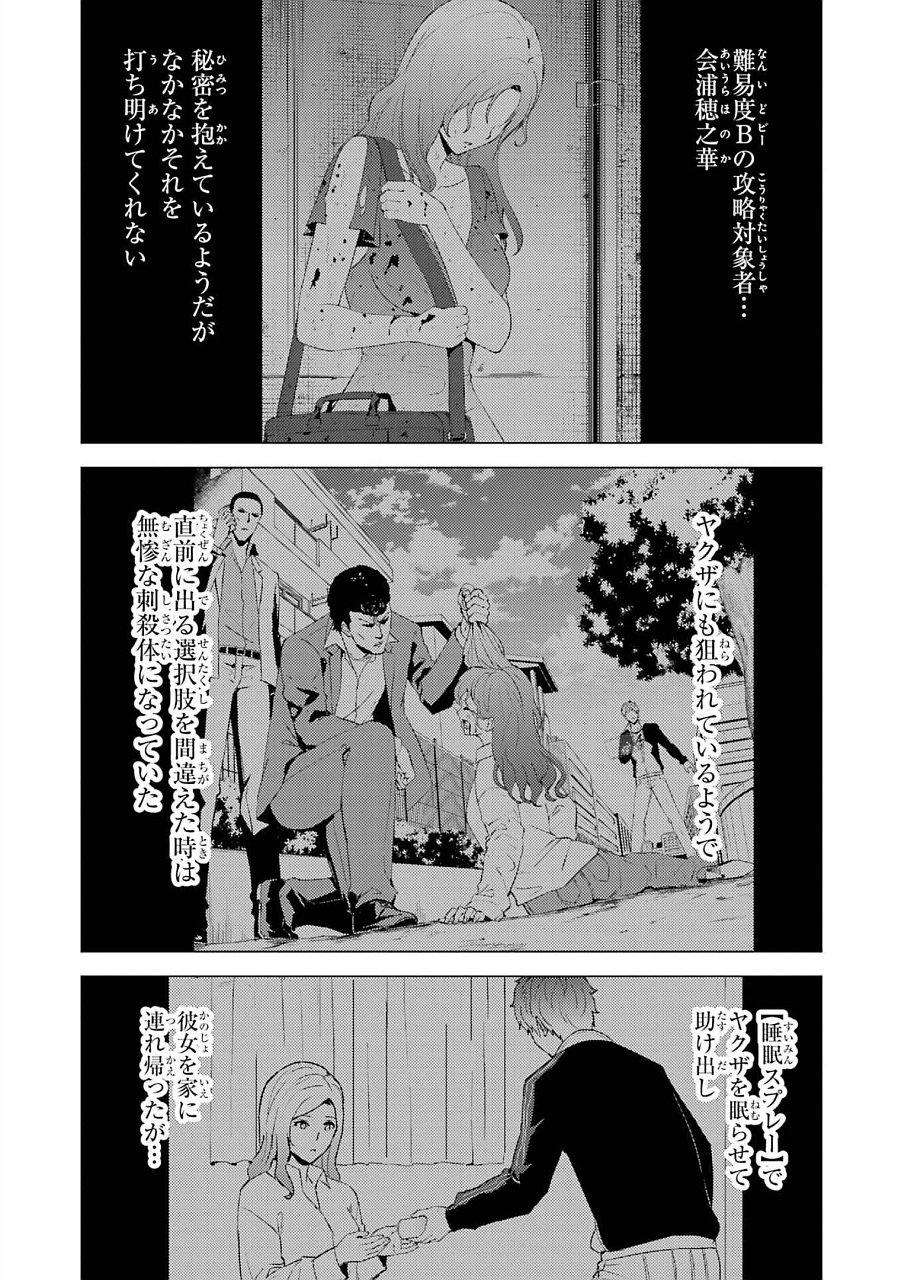 難易度Bの攻略対象者…
会浦穂之華
秘密を抱えているようだが
なかなかそれを
打ち明けてくれない
ヤクザにも狙われているようで
直前に出る選択肢を間違えた時は
無惨な刺殺体になっていた
【睡眠スプレー】で
ヤクザを眠らせて
助け出し
彼女を家に
連れ帰ったが…